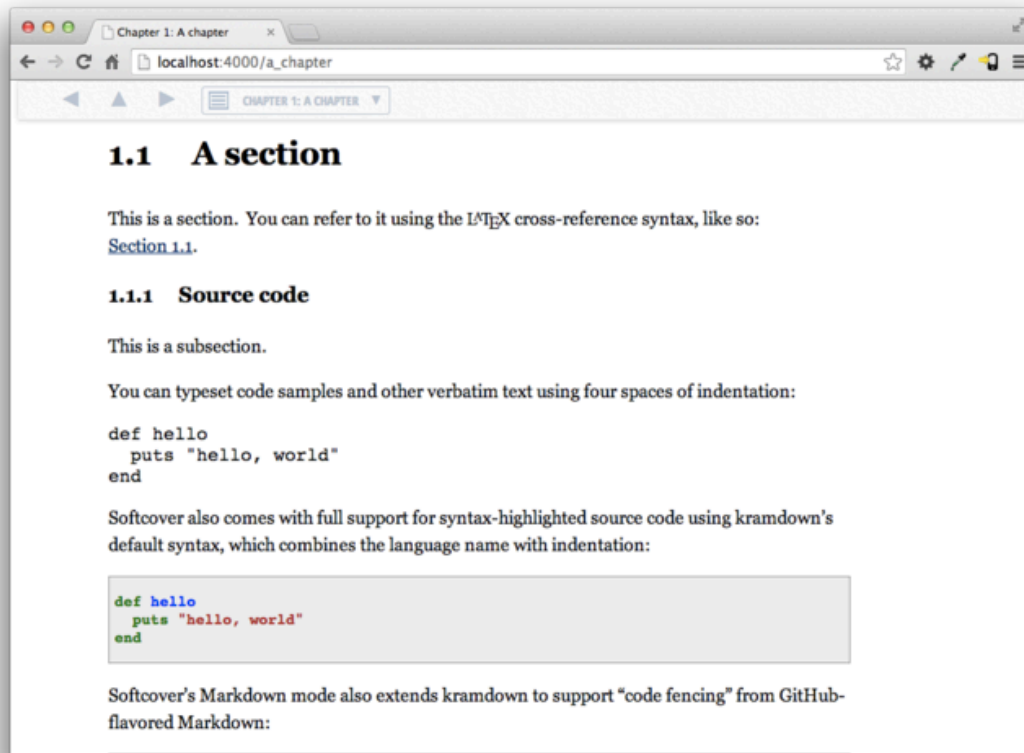 Chapter 1: A chapter
localhost:4000/a_chapter
CHAPTER 1: A CHAPTER
1.1 A section
This is a section. You can refer to it using the LATEX cross-reference syntax, like so:
Section 1.1.
1.1.1 Source code
This is a subsection.
You can typeset code samples and other verbatim text using four spaces of indentation:
def hello
  puts "hello, world"
end
Softcover also comes with full support for syntax-highlighted source code using kramdown’s
default syntax, which combines the language name with indentation:
def hello
  puts "hello, world"
end
Softcover’s Markdown mode also extends kramdown to support “code fencing” from GitHub-
flavored Markdown: